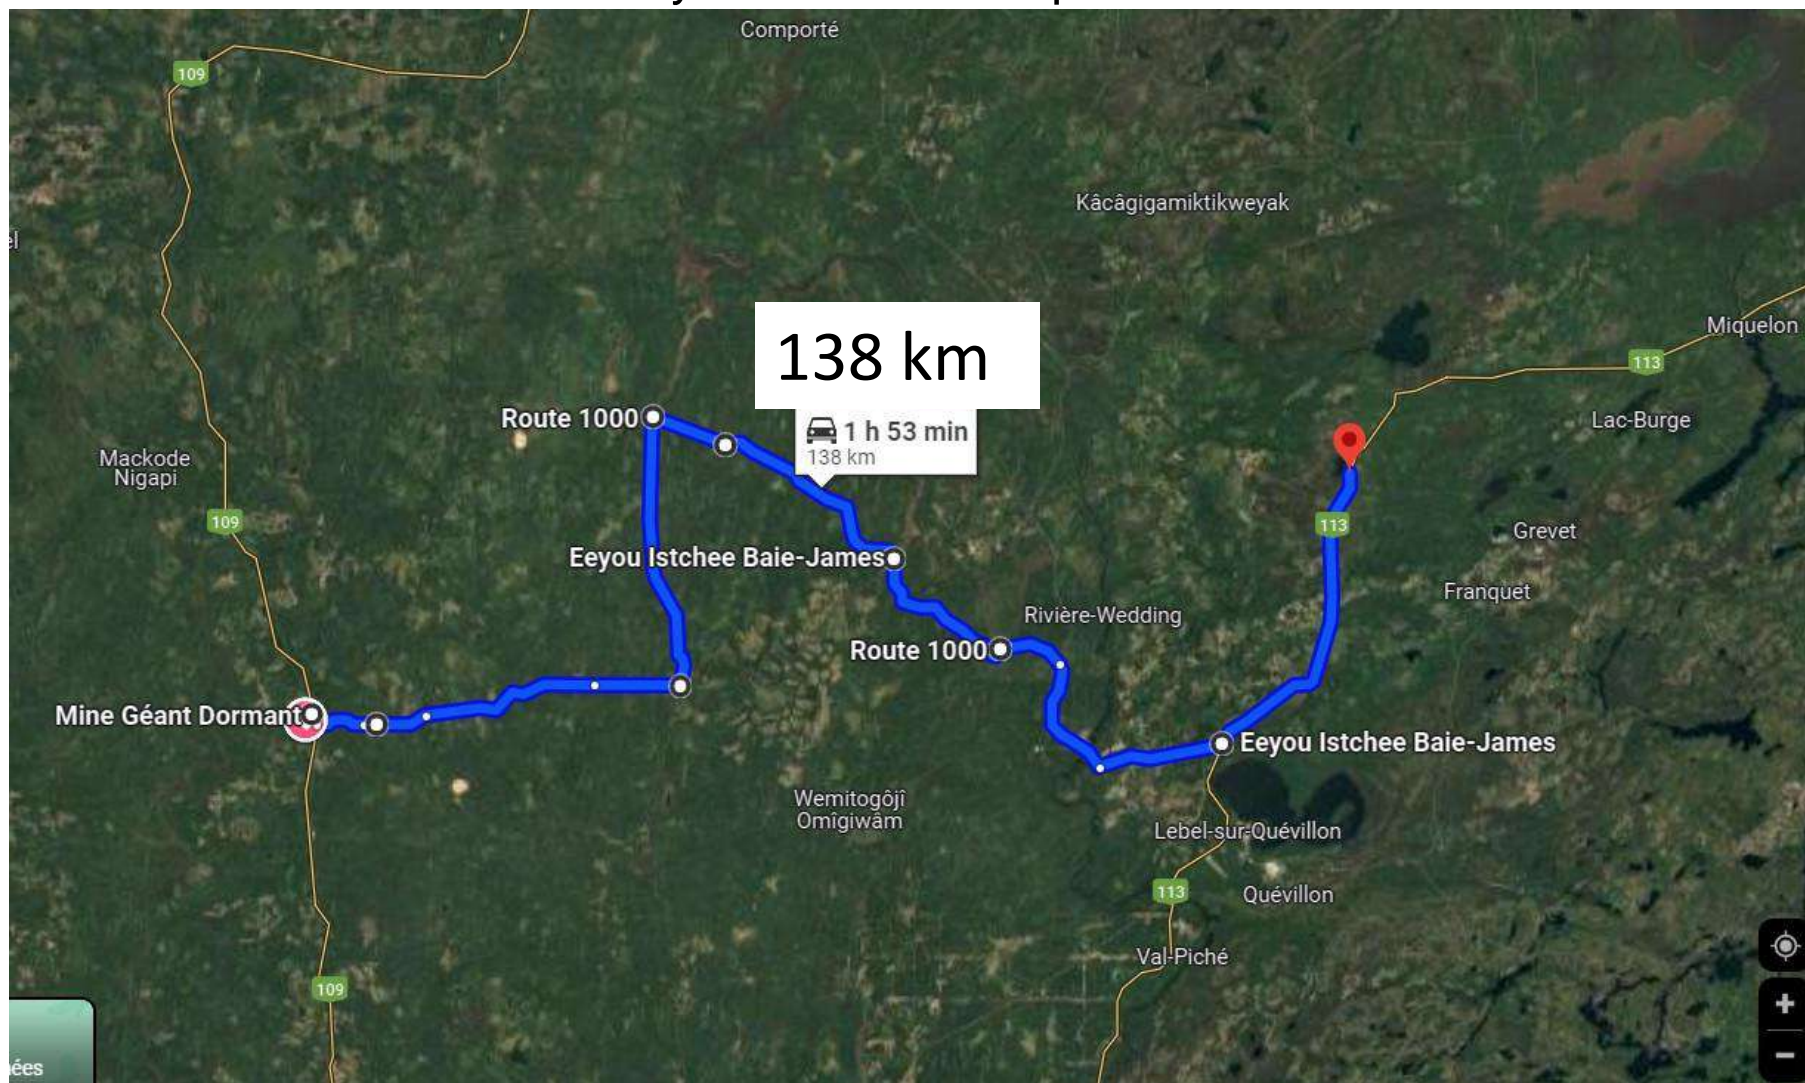 Comporté
109
Kâcâgigamiktikweyak
Miquelon
138 km
113
Route 1000
1 h 53 min
138 km
Lac-Burge
Mackode
Nigapi
109
113
Grevet
Eeyou Istchee Baie-James
Franquet
Rivière-Wedding
Route 1000
Mine Géant Dormant
Eeyou Istchee Baie-James
Wemitogôjî
Omîgiwâm
Lebel-sur-Quévillon
113
Quévillon
Val-Piché
109
ées